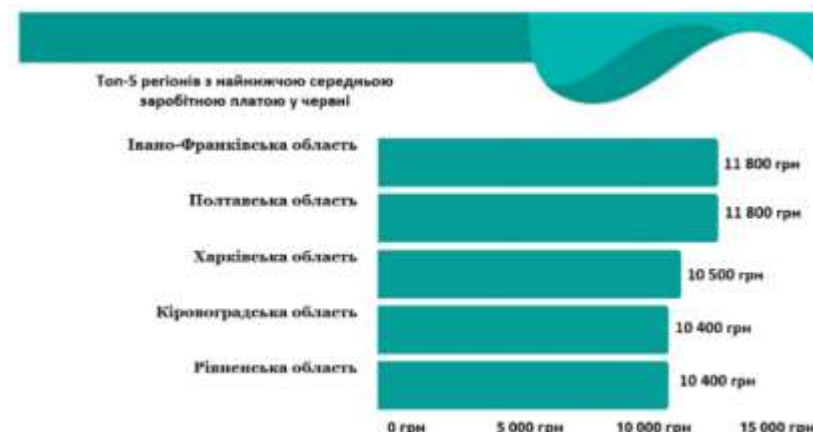 Топ-5 регіонів з найнижчою середньою
заробітною платою у червні
Івано-Франківська область
11 800 грн
Полтавська область
11 800 грн
Харківська область
10 500 грн
Кіровоградська область
10 400 грн
Рівненська область
10 400 грн
0 грн 5 000 грн 10 000 грн 15 000 грн